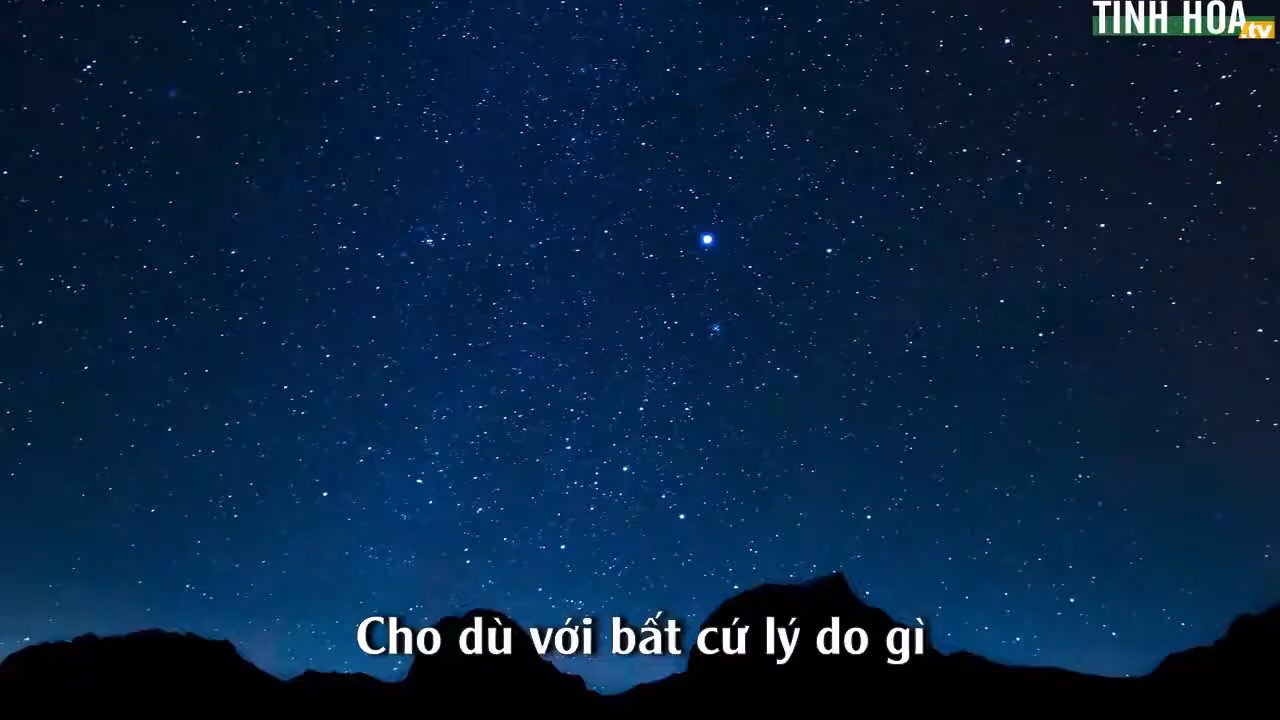 TINH HOA
.tv
Cho dù với bất cứ lý do gì